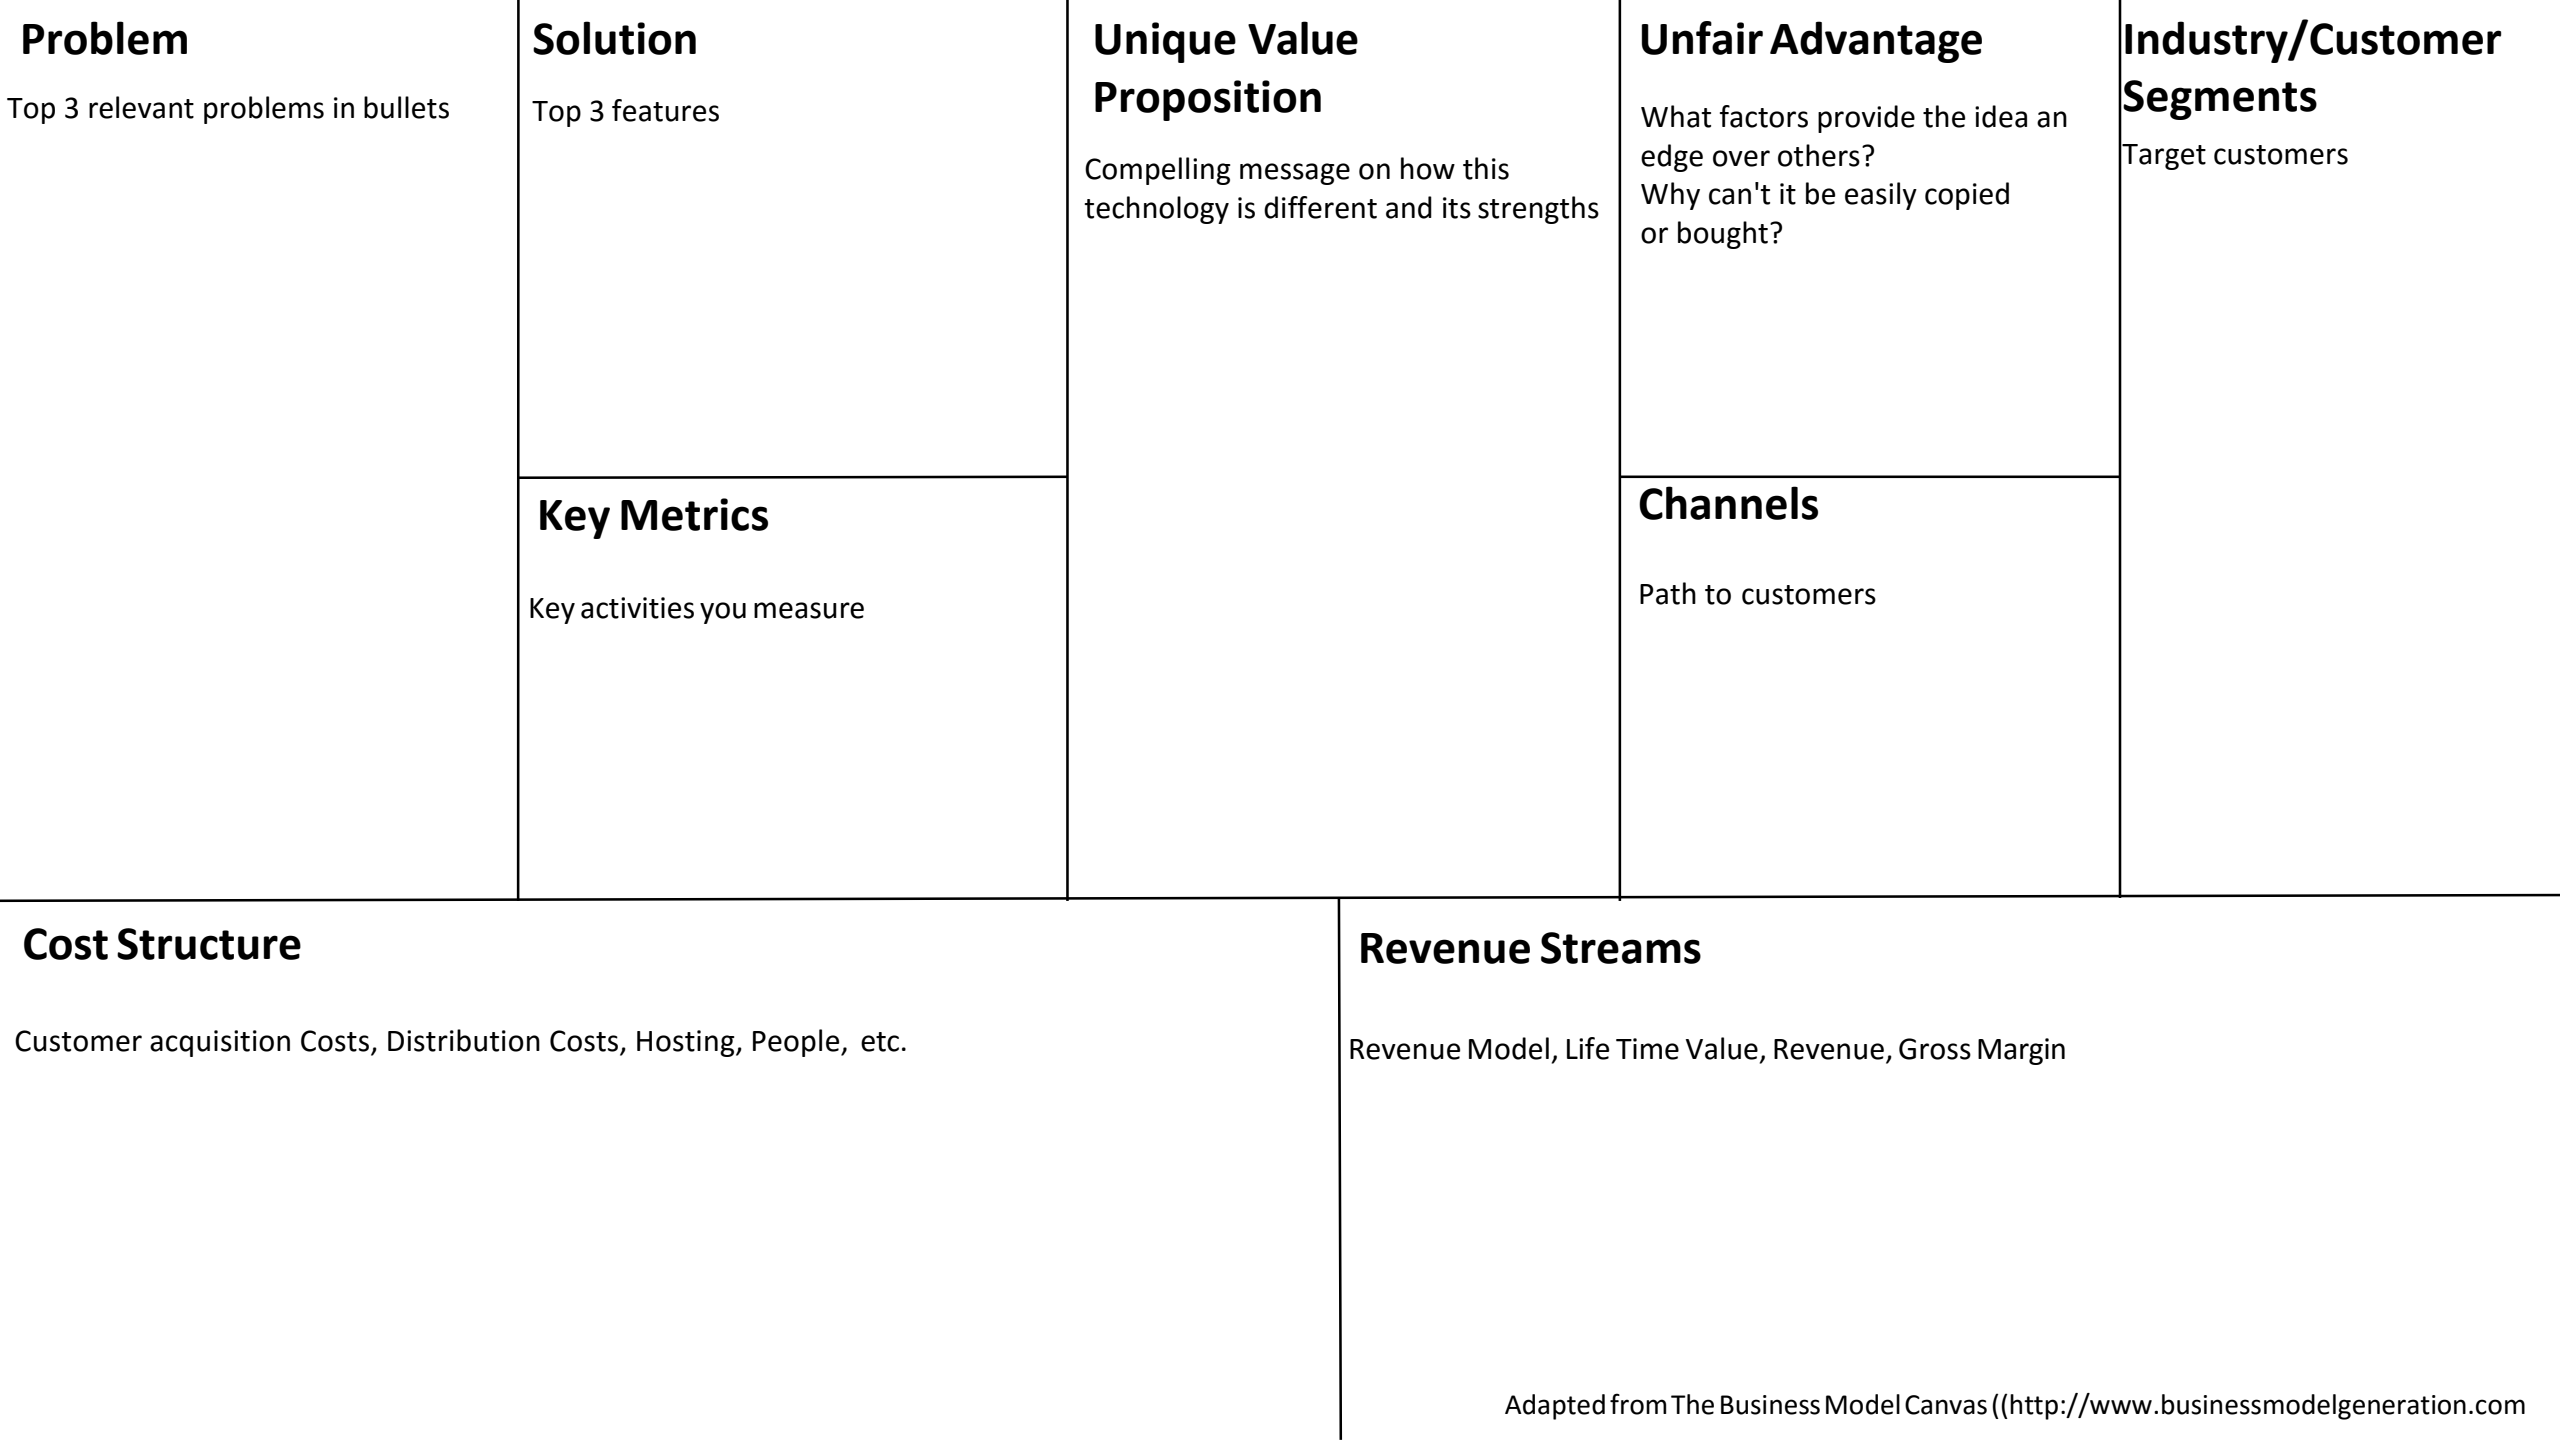 Problem
Top 3 relevant problems in bullets
Solution
Top 3 features
Key Metrics
Key activities you measure
Unique Value
Proposition
Compelling message on how this
technology is different and its strengths
Unfair Advantage
What factors provide the idea an
edge over others?
Why can't it be easily copied
or bought?
Channels
Path to customers
Industry/Customer
Segments
Target customers
Cost Structure
Customer acquisition Costs, Distribution Costs, Hosting, People, etc.
Revenue Streams
Revenue Model, Life Time Value, Revenue, Gross Margin
Adapted from The Business Model Canvas ((http://www.businessmodelgeneration.com